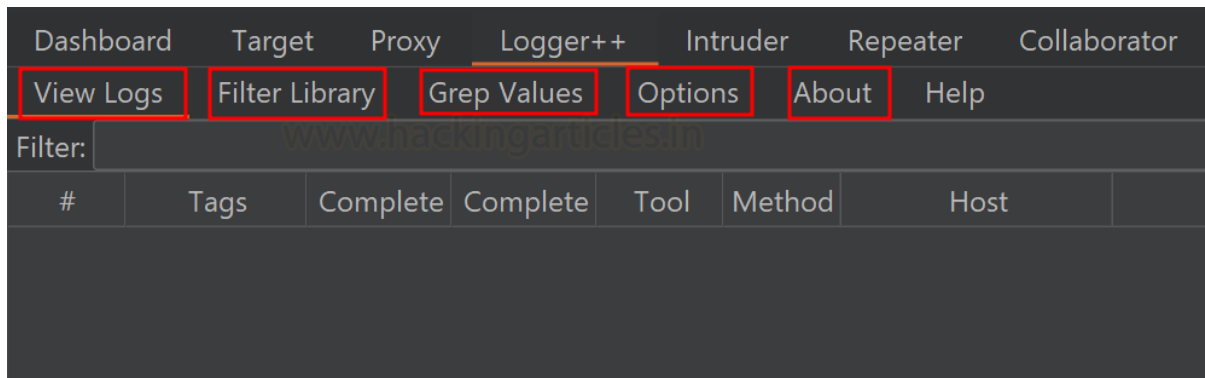 Dashboard Target Proxy Logger++ Intruder Repeater Collaborator
View Logs Filter Library Grep Values Options About Help
www.hackingarticles.in
Filter:
# Tags Complete Complete Tool Method Host